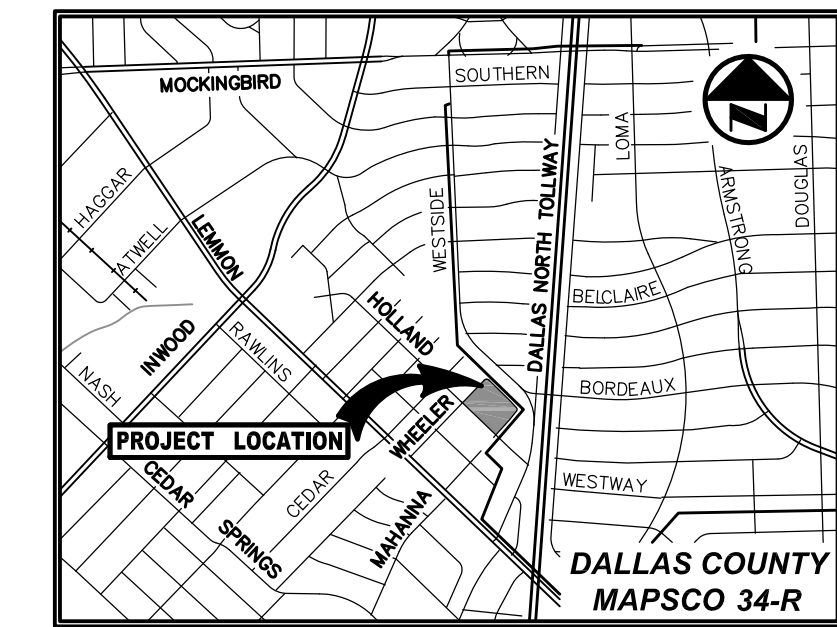 MOCKINGBIRD
SOUTHERN
LOMA
DOUGLAS
ARMSTRONG
N
HAGGAR
ATWELL
LEMMON
WESTSIDE
DALLAS NORTH TOLLWAY
BELCLAIRE
HOLLAND
INWOOD
RAWLINS
NASH
BORDEAUX
PROJECT LOCATION
WHEELER
CEDAR
SPRINGS
CEDAR
MAHANNA
WESTWAY
DALLAS COUNTY
MAPSCO 34-R